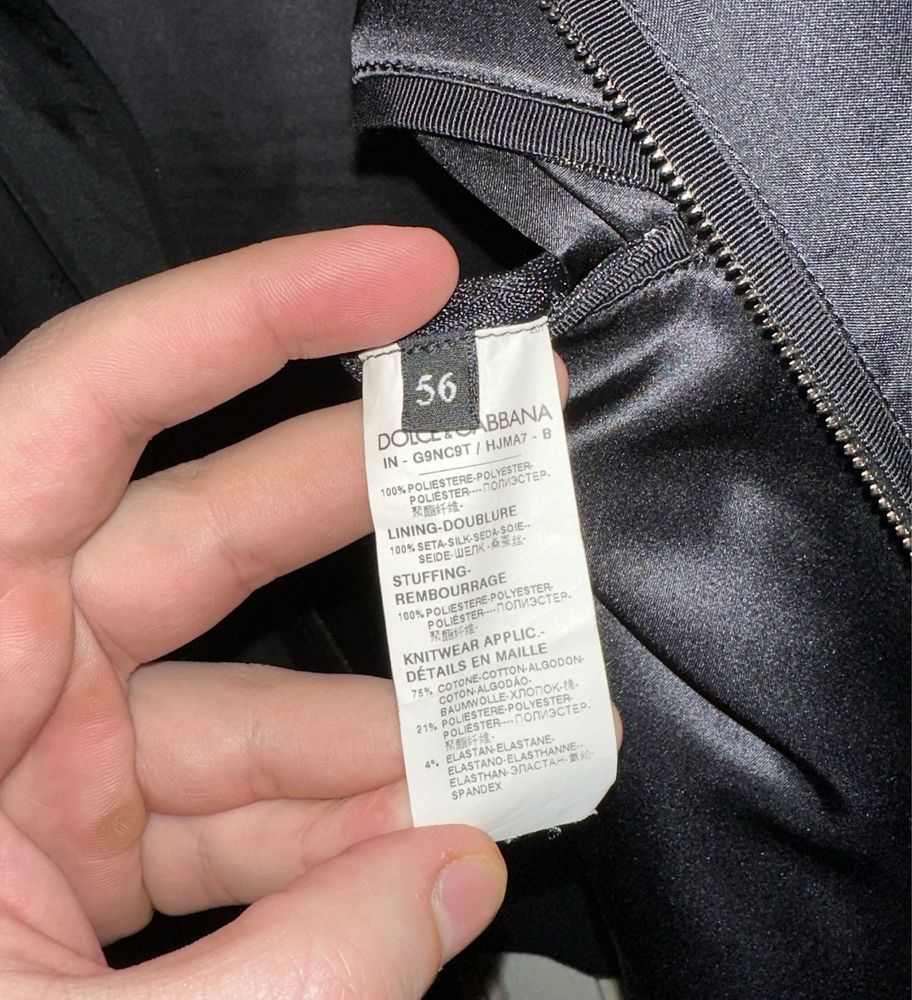 56
DOLCE & GABBANA
IN - G9NC9T / HJMA7 - B
100% POLIESTERE-POLYESTER-
POLIÉSTER----ПОЛИЭСТЕР.
聚酯纤维-
LINING-DOUBLURE
100% SETA-SILK-SEDA-SOIE--
SEIDE-ШЕЛК-桑蚕丝-
STUFFING-
REMBOURRAGE
100% POLIESTERE-POLYESTER-
POLIÉSTER----ПОЛИЭСТЕР.
聚酯纤维-
KNITWEAR APPLIC.-
DÉTAILS EN MAILLE
75% COTONE-COTTON-ALGODON-
COTON-ALGODÃO-
BAUMWOLLE-ХЛОПОК-棉-
21% POLIESTERE-POLYESTER-
POLIÉSTER----ПОЛИЭСТЕР.
聚酯纤维-
4% ELASTAN-ELASTANE-
ELASTANO-ELASTHANNE--
ELASTHAN-ЭЛАСТАН-氨纶-
SPANDEX